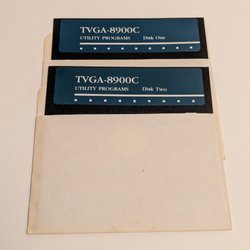 TVGA-8900C
UTILITY PROGRAMS Disk One
TVGA-8900C
UTILITY PROGRAMS Disk Two